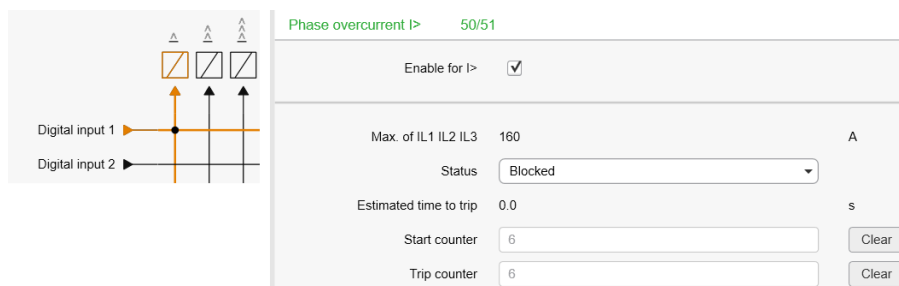 Phase overcurrent I> 50/51
Enable for I>
Digital input 1
Digital input 2
Max. of IL1 IL2 IL3 160 A
Status Blocked
Estimated time to trip 0.0 s
Start counter 6 Clear
Trip counter 6 Clear